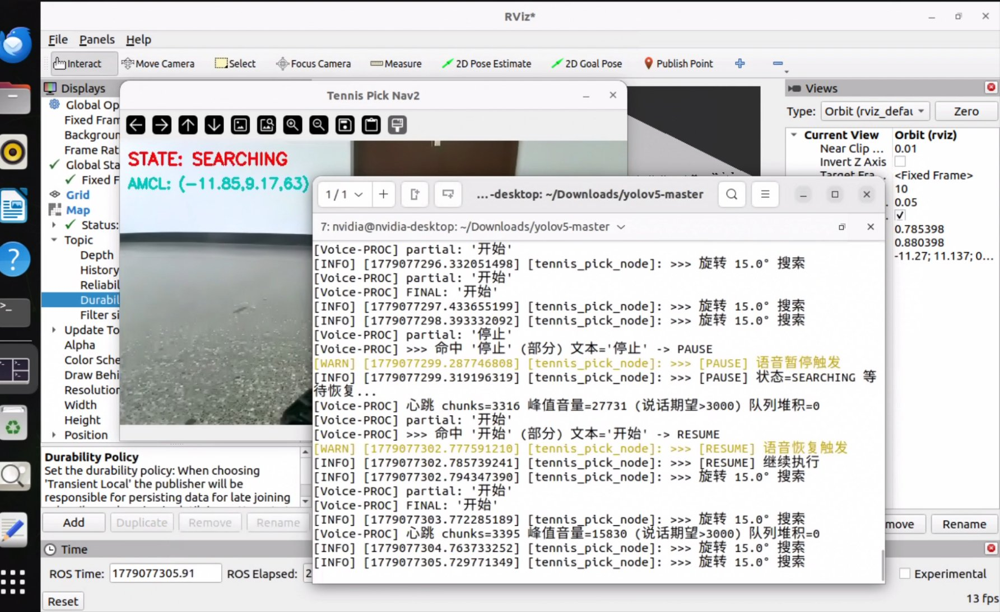 RViz*
File Panels Help
Interact Move Camera Select Focus Camera Measure 2D Pose Estimate 2D Goal Pose Publish Point
Displays
Global Op
Fixed Fram
Backgroun
Frame Rat
Global Sta
Fixed F
Grid
Map
Status:
Topic
Depth
History
Reliabil
Durabil
Filter si
Update To
Alpha
Color Sche
Draw Behi
Resolution
Width
Height
Position
Durability Policy
Set the durability policy: When choosing
'Transient Local' the publisher will be
responsible for persisting data for late joining
Add Duplicate Remove Rename
Time
ROS Time: 1779077305.91 ROS Elapsed: 2
Reset
Tennis Pick Nav2
STATE: SEARCHING
AMCL: (-11.85,9.17,63)
1/1 ...-desktop: ~/Downloads/yolov5-master
7: nvidia@nvidia-desktop: ~/Downloads/yolov5-master
[Voice-PROC] partial: '开始'
[INFO] [1779077296.332051498] [tennis_pick_node]: >>> 旋转 15.0° 搜索
[Voice-PROC] partial: '开始'
[Voice-PROC] FINAL: '开始'
[INFO] [1779077297.433655199] [tennis_pick_node]: >>> 旋转 15.0° 搜索
[INFO] [1779077298.393332092] [tennis_pick_node]: >>> 旋转 15.0° 搜索
[Voice-PROC] partial: '停止'
[Voice-PROC] >>> 命中 '停止' (部分) 文本='停止' -> PAUSE
[WARN] [1779077299.287746808] [tennis_pick_node]: >>> [PAUSE] 语音暂停触发
[INFO] [1779077299.319196319] [tennis_pick_node]: >>> [PAUSE] 状态=SEARCHING 等
待恢复...
[Voice-PROC] 心跳 chunks=3316 峰值音量=27731 (说话期望>3000) 队列堆积=0
[Voice-PROC] partial: '开始'
[Voice-PROC] >>> 命中 '开始' (部分) 文本='开始' -> RESUME
[WARN] [1779077302.777591210] [tennis_pick_node]: >>> [RESUME] 语音恢复触发
[INFO] [1779077302.785739241] [tennis_pick_node]: >>> [RESUME] 继续执行
[INFO] [1779077302.794347390] [tennis_pick_node]: >>> 旋转 15.0° 搜索
[Voice-PROC] partial: '开始'
[Voice-PROC] FINAL: '开始'
[INFO] [1779077303.772285189] [tennis_pick_node]: >>> 旋转 15.0° 搜索
[Voice-PROC] 心跳 chunks=3395 峰值音量=15830 (说话期望>3000) 队列堆积=0
[INFO] [1779077304.763733252] [tennis_pick_node]: >>> 旋转 15.0° 搜索
[INFO] [1779077305.729771349] [tennis_pick_node]: >>> 旋转 15.0° 搜索
Views
Type: Orbit (rviz_defau Zero
Current View Orbit (rviz)
Near Clip ... 0.01
Invert Z Axis
Target Fra... <Fixed Frame>
10
0.05
0.785398
0.880398
-11.27; 11.137; 0...
move Rename
Experimental
13 fps